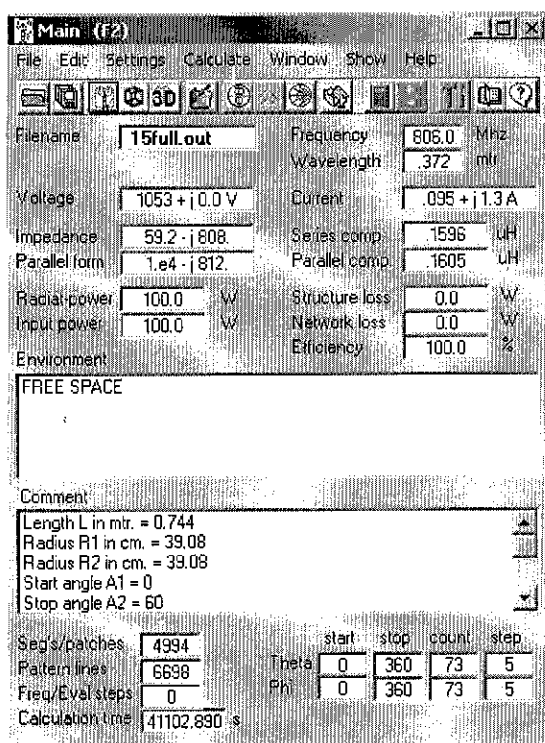 Main (F2)
File Edit Settings Calculate Window Show Help
3D
Filename 15full.out Frequency 806.0 Mhz
Wavelength .372 mtr
Voltage 1053 + j 0.0 V Current .095 + j 1.3 A
Impedance 59.2 - j 808. Series comp. .1596 uH
Parallel form 1.e4 - j 812. Parallel comp. .1605 uH
Radiat-power 100.0 W Structure loss 0.0 W
Input power 100.0 W Network loss 0.0 W
Efficiency 100.0 %
Environment
FREE SPACE
Comment
Length L in mtr. = 0.744
Radius R1 in cm. = 39.08
Radius R2 in cm. = 39.08
Start angle A1 = 0
Stop angle A2 = 60
Seg's/patches 4994 start stop count step
Pattern lines 6698 Theta 0 360 73 5
Freq/Eval steps 0 Phi 0 360 73 5
Calculation time 41102.890 s